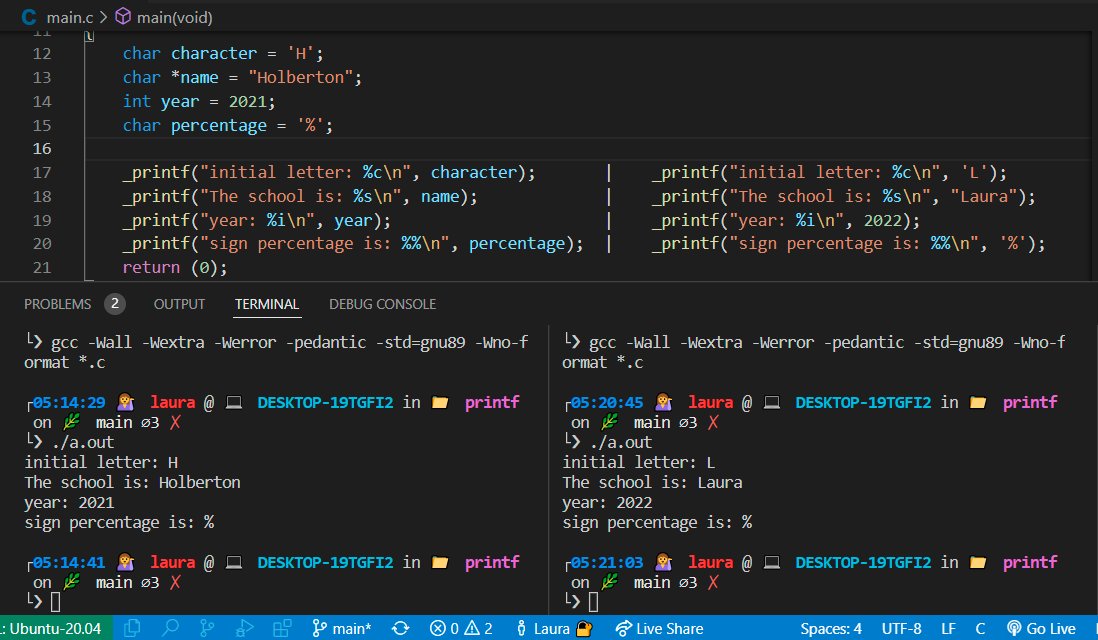 main.c > main(void)
11 {
12 char character = 'H';
13 char *name = "Holberton";
14 int year = 2021;
15 char percentage = '%';
16
17 _printf("initial letter: %c\n", character); | _printf("initial letter: %c\n", 'L');
18 _printf("The school is: %s\n", name); | _printf("The school is: %s\n", "Laura");
19 _printf("year: %i\n", year); | _printf("year: %i\n", 2022);
20 _printf("sign percentage is: %%\n", percentage); | _printf("sign percentage is: %%\n", '%');
21 return (0);
PROBLEMS 2 OUTPUT TERMINAL DEBUG CONSOLE
└❯ gcc -Wall -Wextra -Werror -pedantic -std=gnu89 -Wno-f
ormat *.c
┌05:14:29 laura @ DESKTOP-19TGFI2 in printf
on main ∅3 ✗
└❯ ./a.out
initial letter: H
The school is: Holberton
year: 2021
sign percentage is: %
┌05:14:41 laura @ DESKTOP-19TGFI2 in printf
on main ∅3 ✗
└❯
└❯ gcc -Wall -Wextra -Werror -pedantic -std=gnu89 -Wno-f
ormat *.c
┌05:20:45 laura @ DESKTOP-19TGFI2 in printf
on main ∅3 ✗
└❯ ./a.out
initial letter: L
The school is: Laura
year: 2022
sign percentage is: %
┌05:21:03 laura @ DESKTOP-19TGFI2 in printf
on main ∅3 ✗
└❯
L: Ubuntu-20.04 main* 0 2 Laura Live Share Spaces: 4 UTF-8 LF C Go Live